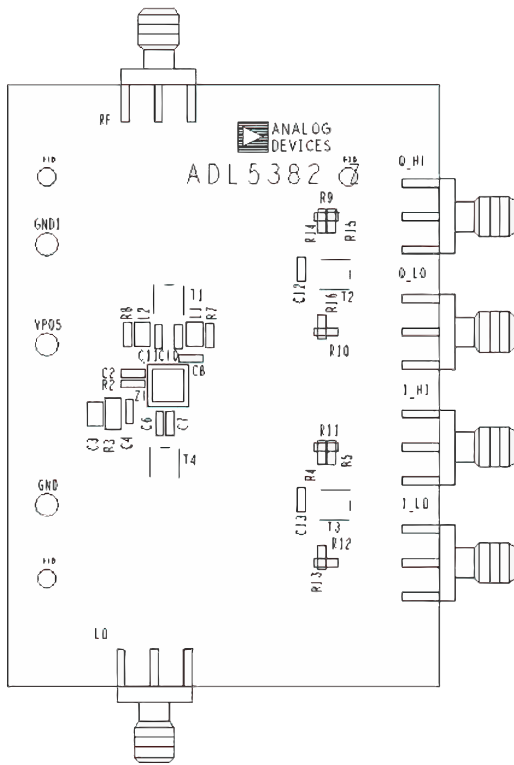 RF
ANALOG
DEVICES
ADL5382 Z
FID
FID
Q_HI
GND1
R9
R14
R15
C12
T2
Q_LO
R16
R10
VPOS
T1
R8
L2
L1
R7
C11
C10
C8
C2
R2
Z1
C3
R3
C4
C6
C7
T4
I_HI
R11
R4
R5
C13
T3
I_LO
R12
R13
GND
FID
LO